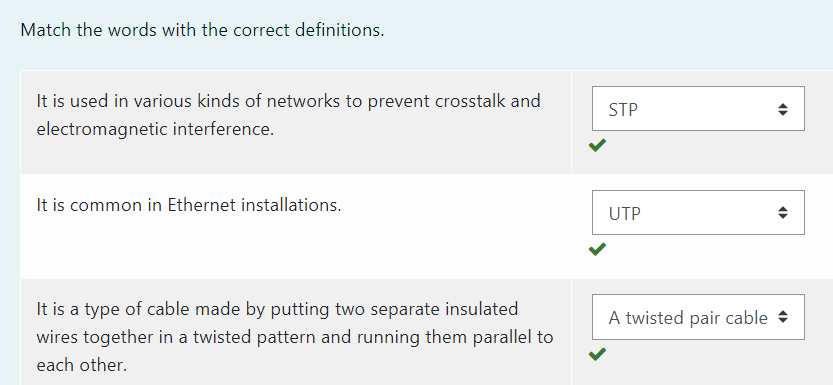 Match the words with the correct definitions.
It is used in various kinds of networks to prevent crosstalk and
electromagnetic interference.
STP
It is common in Ethernet installations.
UTP
It is a type of cable made by putting two separate insulated
wires together in a twisted pattern and running them parallel to
each other.
A twisted pair cable